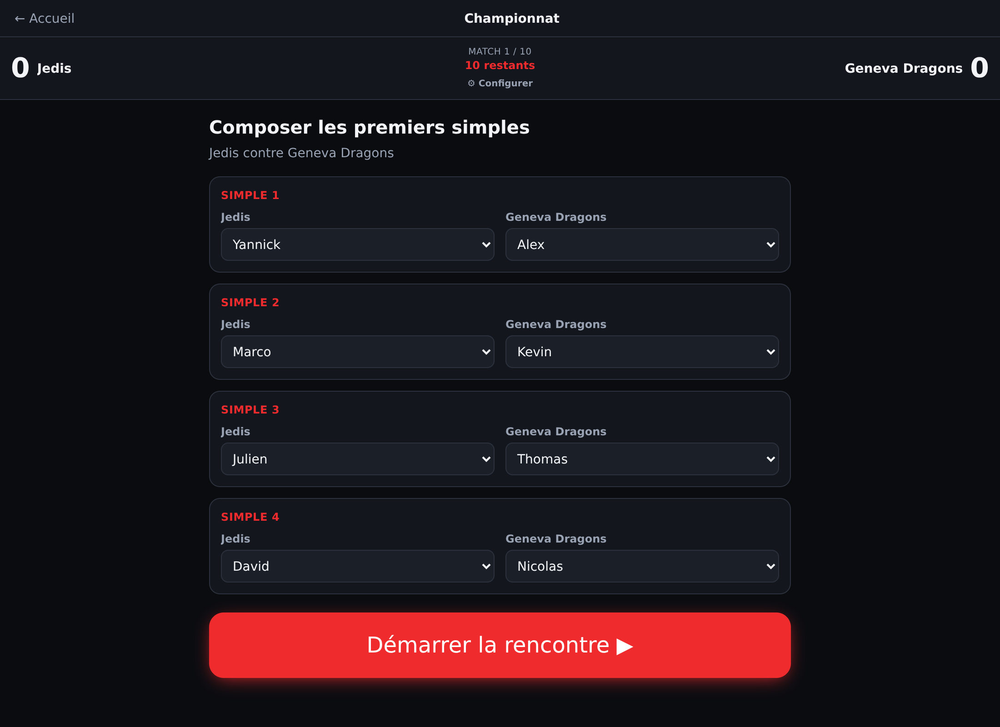 ← Accueil
Championnat
0 Jedis
MATCH 1 / 10
10 restants
⚙ Configurer
Geneva Dragons 0
Composer les premiers simples
Jedis contre Geneva Dragons
SIMPLE 1
Jedis
Geneva Dragons
Yannick
Alex
SIMPLE 2
Jedis
Geneva Dragons
Marco
Kevin
SIMPLE 3
Jedis
Geneva Dragons
Julien
Thomas
SIMPLE 4
Jedis
Geneva Dragons
David
Nicolas
Démarrer la rencontre ▶